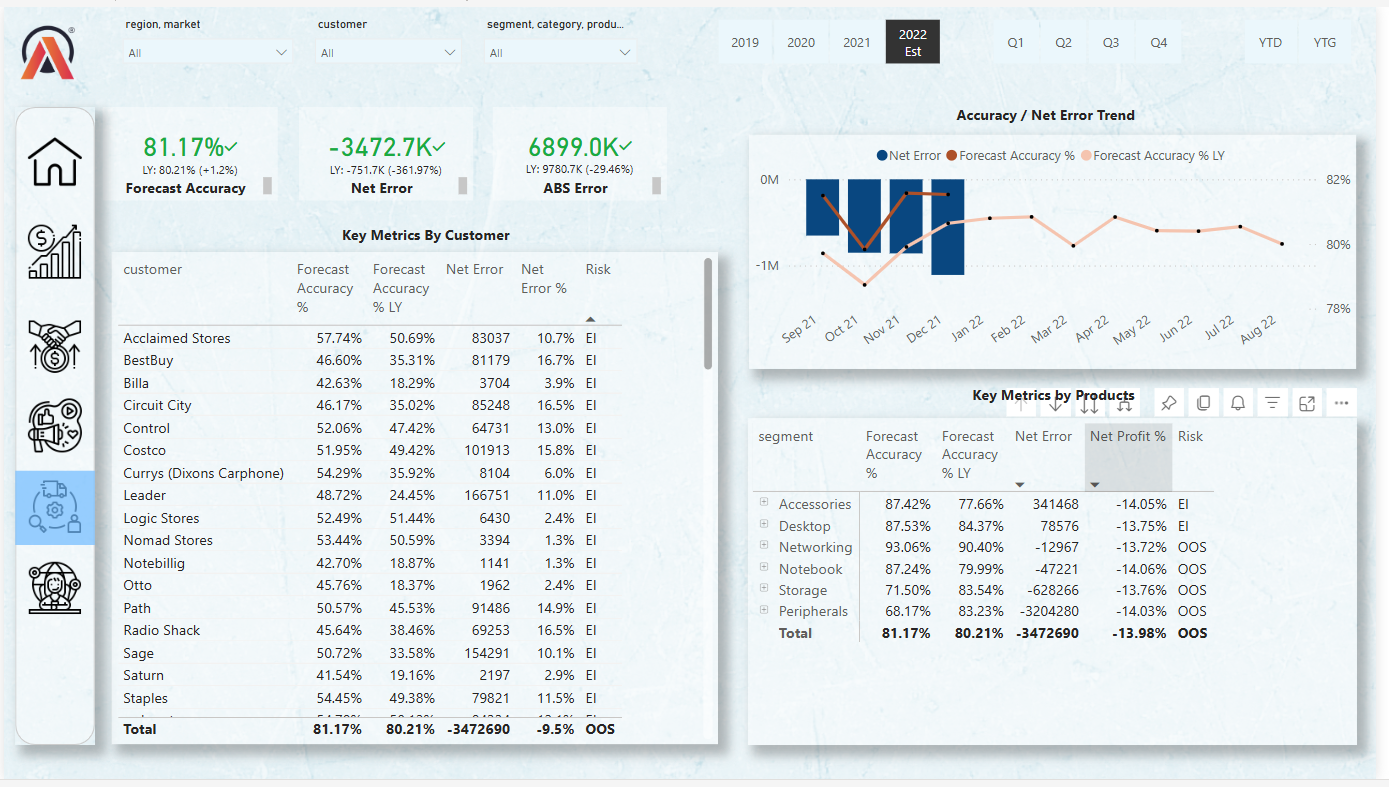 region, market
customer
segment, category, produ...
All
All
All
2019
2020
2021
2022
Est
Q1
Q2
Q3
Q4
YTD
YTG
81.17%
LY: 80.21% (+1.2%)
Forecast Accuracy
-3472.7K
LY: -751.7K (-361.97%)
Net Error
6899.0K
LY: 9780.7K (-29.46%)
ABS Error
Accuracy / Net Error Trend
Net Error Forecast Accuracy % Forecast Accuracy % LY
0M
-1M
82%
80%
78%
Sep 21
Oct 21
Nov 21
Dec 21
Jan 22
Feb 22
Mar 22
Apr 22
May 22
Jun 22
Jul 22
Aug 22
Key Metrics By Customer
customer Forecast Accuracy % Forecast Accuracy % LY Net Error Net Error % Risk
Acclaimed Stores 57.74% 50.69% 83037 10.7% EI
BestBuy 46.60% 35.31% 81179 16.7% EI
Billa 42.63% 18.29% 3704 3.9% EI
Circuit City 46.17% 35.02% 85248 16.5% EI
Control 52.06% 47.42% 64731 13.0% EI
Costco 51.95% 49.42% 101913 15.8% EI
Currys (Dixons Carphone) 54.29% 35.92% 8104 6.0% EI
Leader 48.72% 24.45% 166751 11.0% EI
Logic Stores 52.49% 51.44% 6430 2.4% EI
Nomad Stores 53.44% 50.59% 3394 1.3% EI
Notebillig 42.70% 18.87% 1141 1.3% EI
Otto 45.76% 18.37% 1962 2.4% EI
Path 50.57% 45.53% 91486 14.9% EI
Radio Shack 45.64% 38.46% 69253 16.5% EI
Sage 50.72% 33.58% 154291 10.1% EI
Saturn 41.54% 19.16% 2197 2.9% EI
Staples 54.45% 49.38% 79821 11.5% EI
Total 81.17% 80.21% -3472690 -9.5% OOS
Key Metrics by Products
segment Forecast Accuracy % Forecast Accuracy % LY Net Error Net Profit % Risk
Accessories 87.42% 77.66% 341468 -14.05% EI
Desktop 87.53% 84.37% 78576 -13.75% EI
Networking 93.06% 90.40% -12967 -13.72% OOS
Notebook 87.24% 79.99% -47221 -14.06% OOS
Storage 71.50% 83.54% -628266 -13.76% OOS
Peripherals 68.17% 83.23% -3204280 -14.03% OOS
Total 81.17% 80.21% -3472690 -13.98% OOS